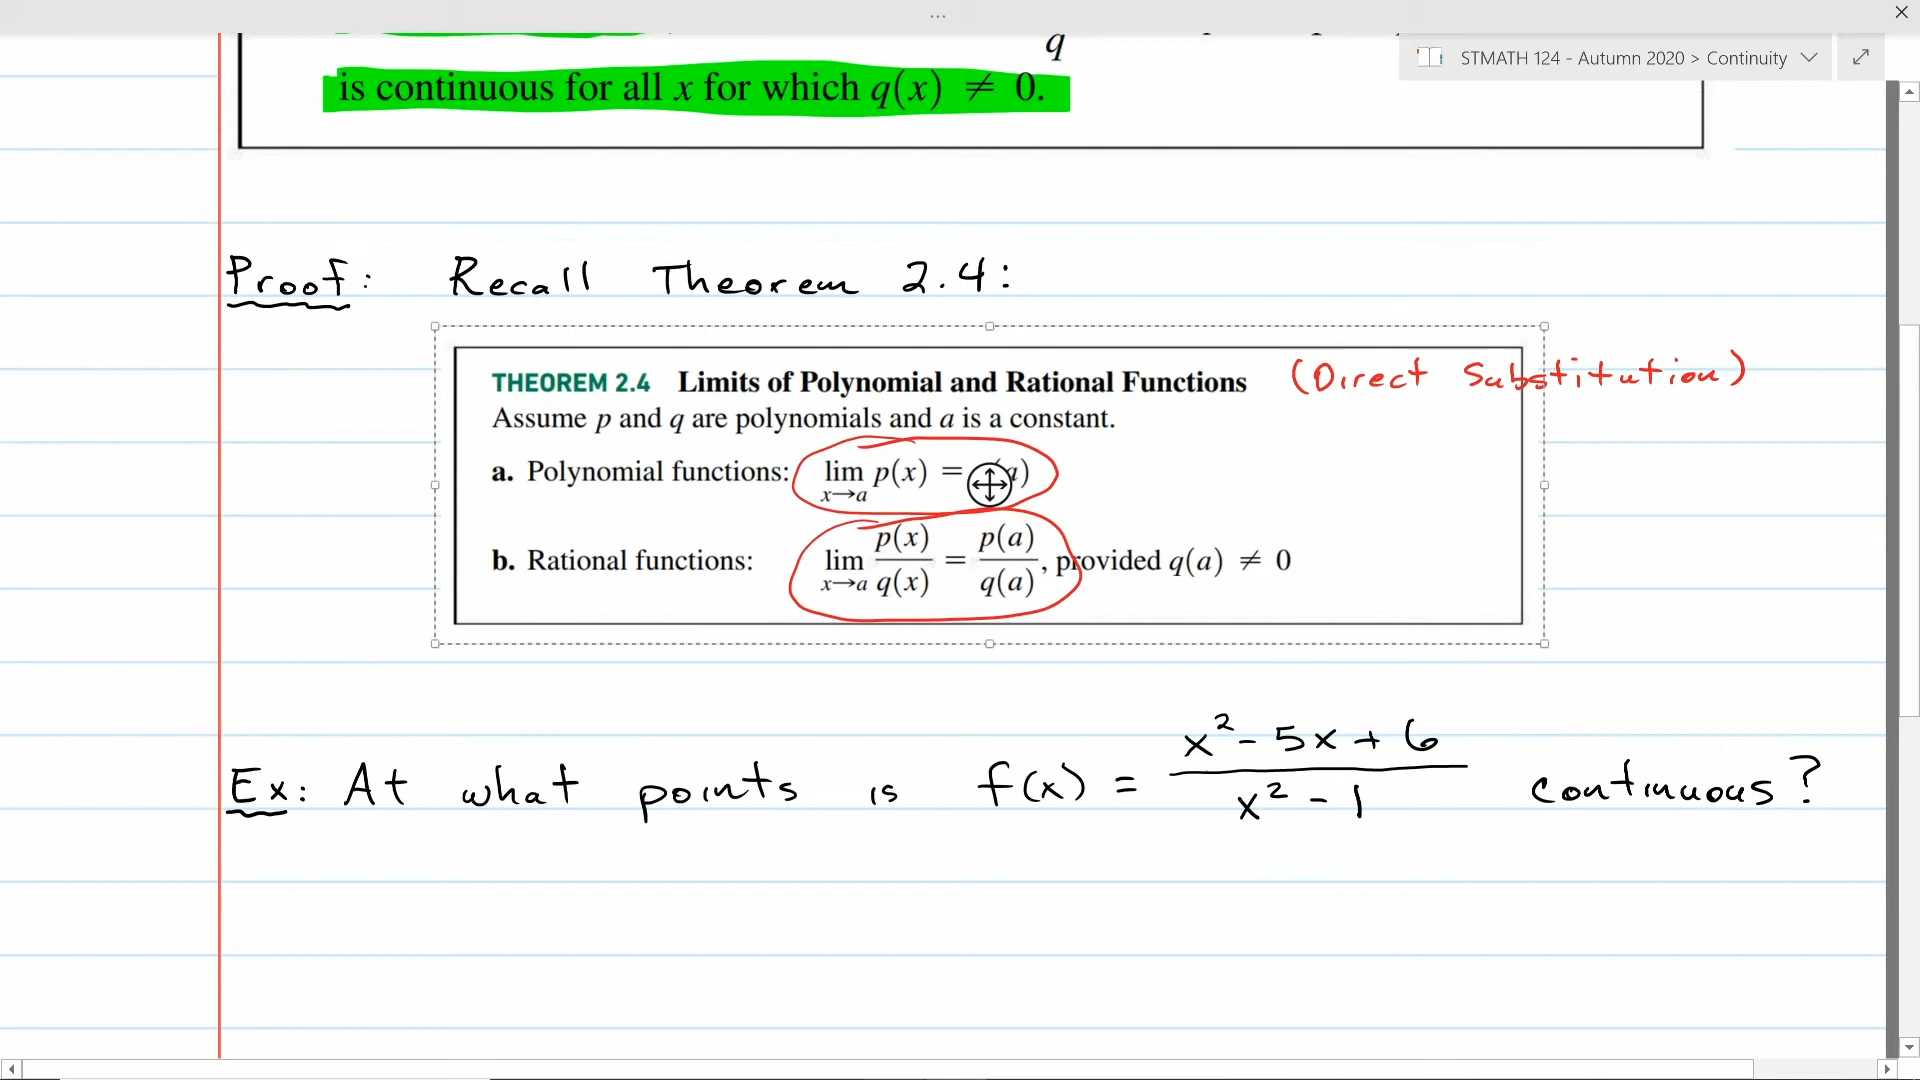 ...
STMATH 124 - Autumn 2020 > Continuity
q
is continuous for all x for which q(x) ≠ 0.
Proof: Recall Theorem 2.4:
THEOREM 2.4 Limits of Polynomial and Rational Functions (Direct Substitution)
Assume p and q are polynomials and a is a constant.
a. Polynomial functions: lim x→a p(x) = (a)
b. Rational functions: lim x→a p(x)/q(x) = p(a)/q(a), provided q(a) ≠ 0
Ex: At what points is f(x) = (x² - 5x + 6)/(x² - 1) continuous?